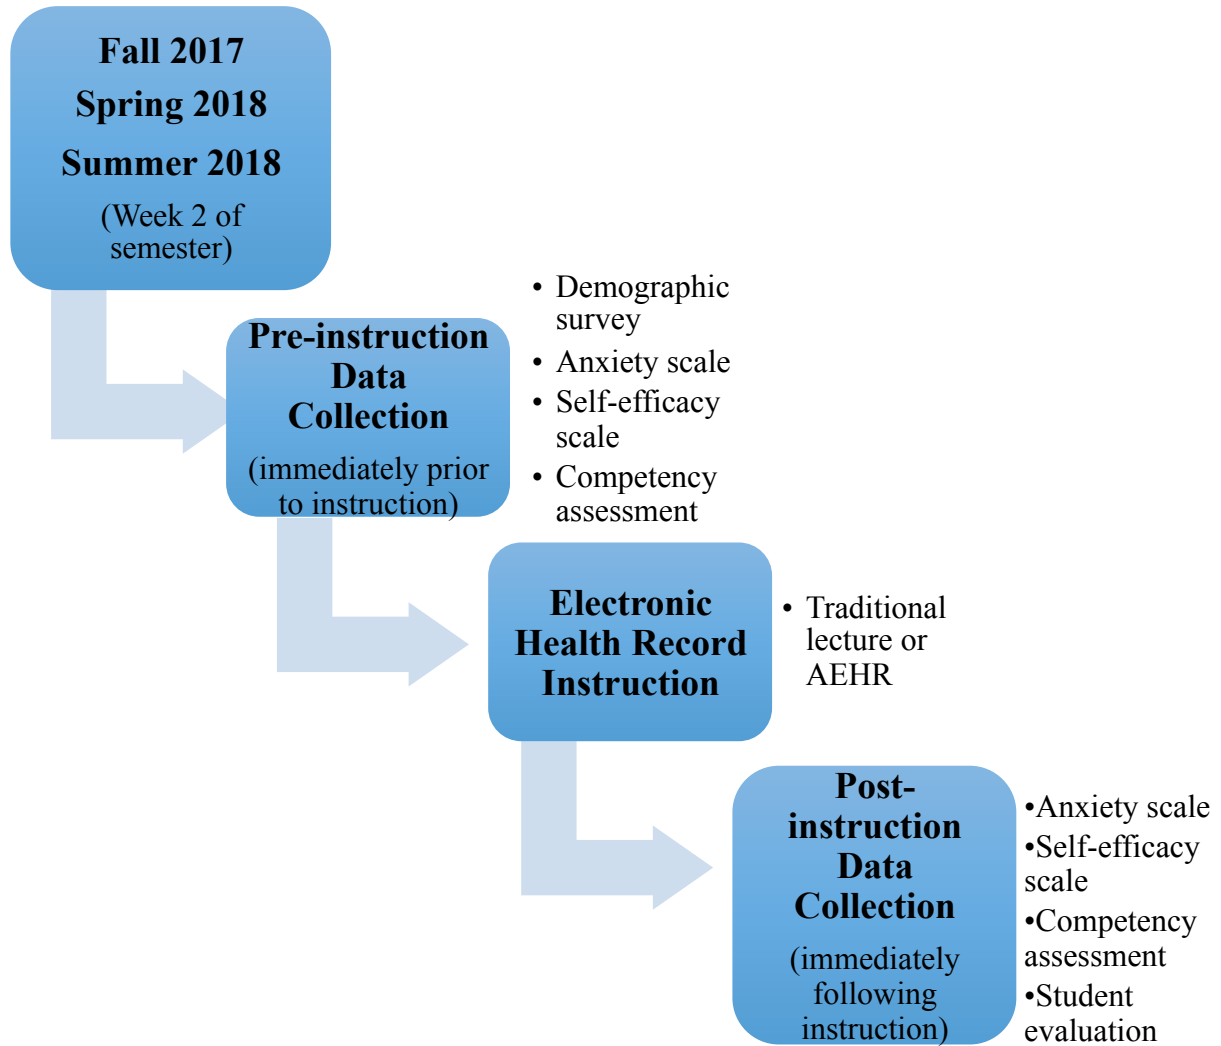 Fall 2017
Spring 2018
Summer 2018
(Week 2 of
semester)
Pre-instruction
Data
Collection
(immediately prior
to instruction)
• Demographic
survey
• Anxiety scale
• Self-efficacy
scale
• Competency
assessment
Electronic
Health Record
Instruction
• Traditional
lecture or
AEHR
Post-
instruction
Data
Collection
(immediately
following
instruction)
•Anxiety scale
•Self-efficacy
scale
•Competency
assessment
•Student
evaluation